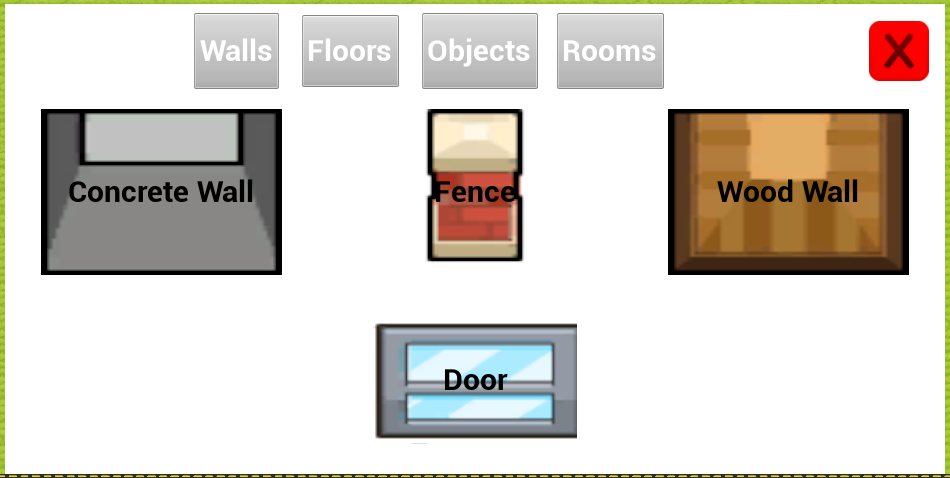 Walls Floors Objects Rooms X
Concrete Wall Fence Wood Wall
Door